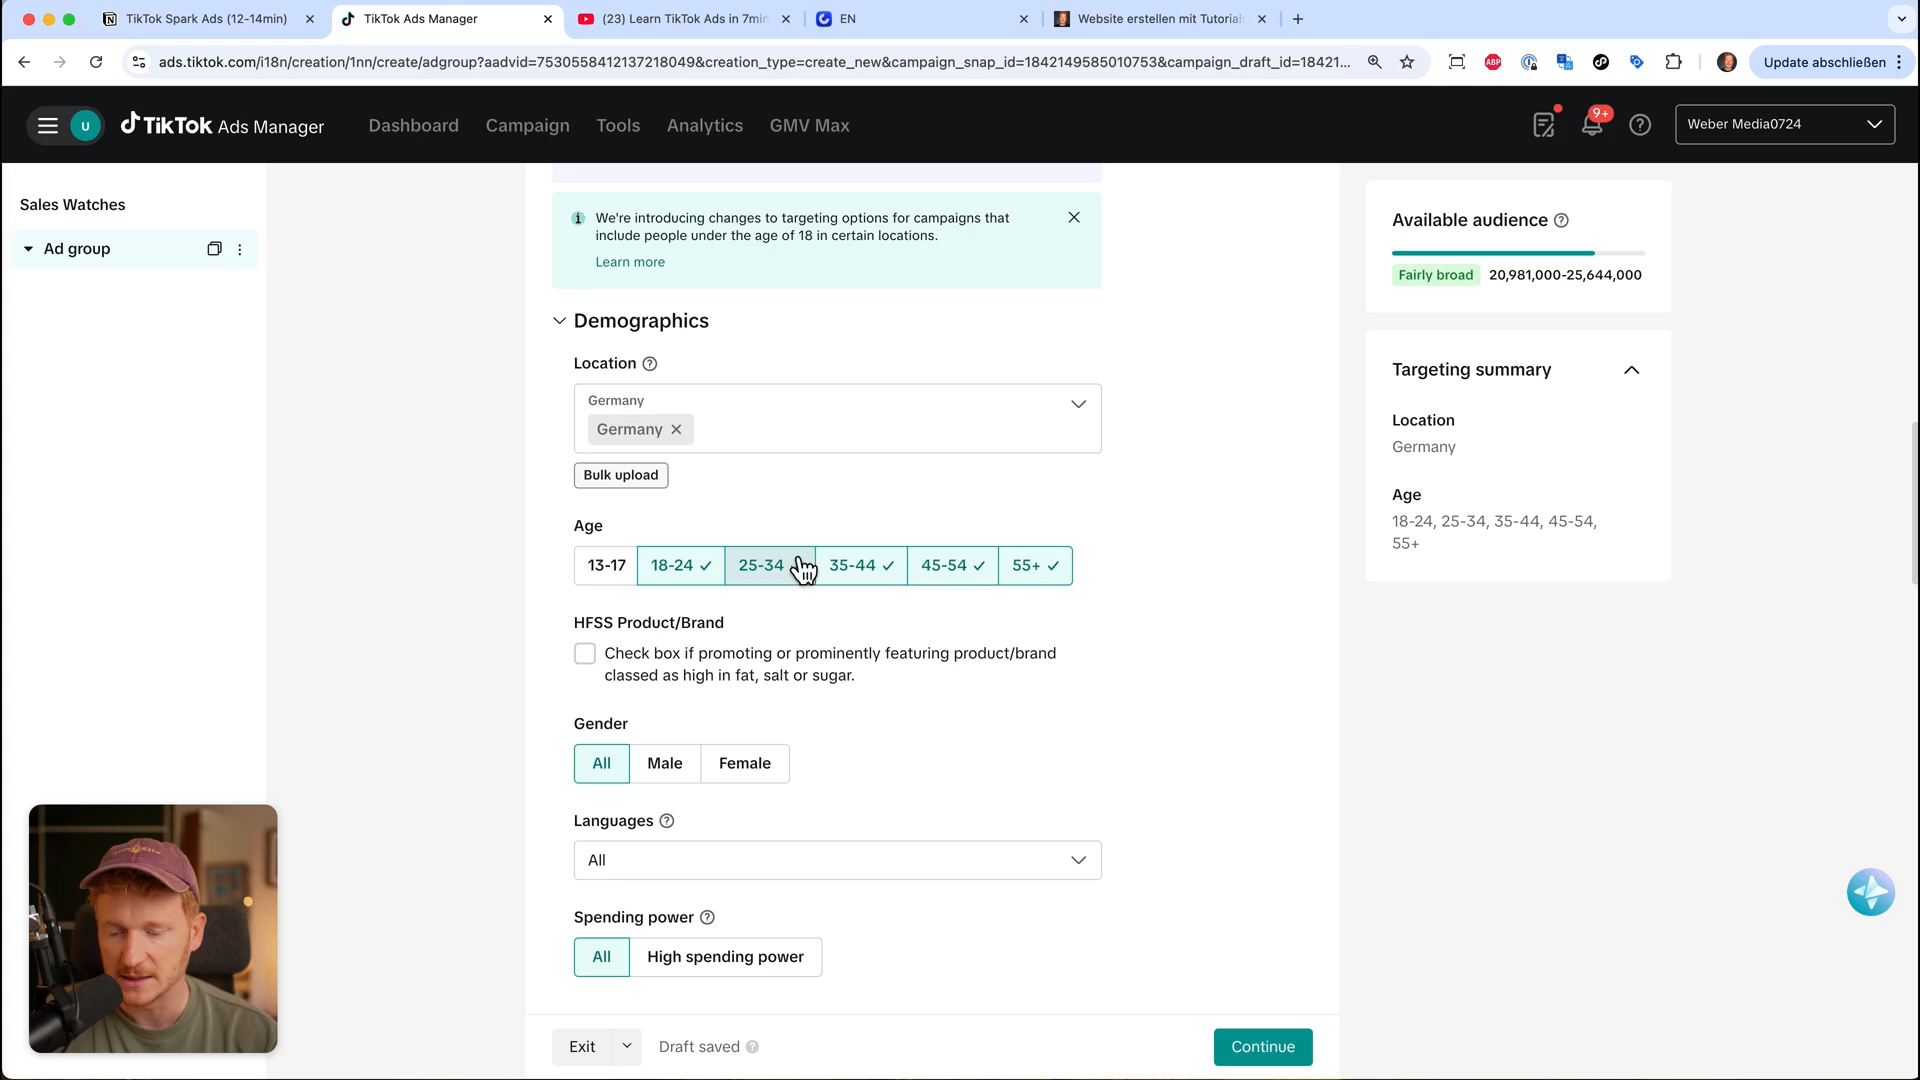 TikTok Spark Ads (12-14min)
TikTok Ads Manager
(23) Learn TikTok Ads in 7min
EN
Website erstellen mit Tutorial
ads.tiktok.com/i18n/creation/1nn/create/adgroup?aadvid=7530558412137218049&creation_type=create_new&campaign_snap_id=1842149585010753&campaign_draft_id=18421...
ABP
Update abschließen
U
TikTok Ads Manager
Dashboard
Campaign
Tools
Analytics
GMV Max
9+
Weber Media0724
Sales Watches
Ad group
We're introducing changes to targeting options for campaigns that
include people under the age of 18 in certain locations.
Learn more
Demographics
Location
Germany
Germany
Bulk upload
Age
13-17
18-24
25-34
35-44
45-54
55+
HFSS Product/Brand
Check box if promoting or prominently featuring product/brand
classed as high in fat, salt or sugar.
Gender
All
Male
Female
Languages
All
Spending power
All
High spending power
Exit
Draft saved
Continue
Available audience
Fairly broad
20,981,000-25,644,000
Targeting summary
Location
Germany
Age
18-24, 25-34, 35-44, 45-54,
55+